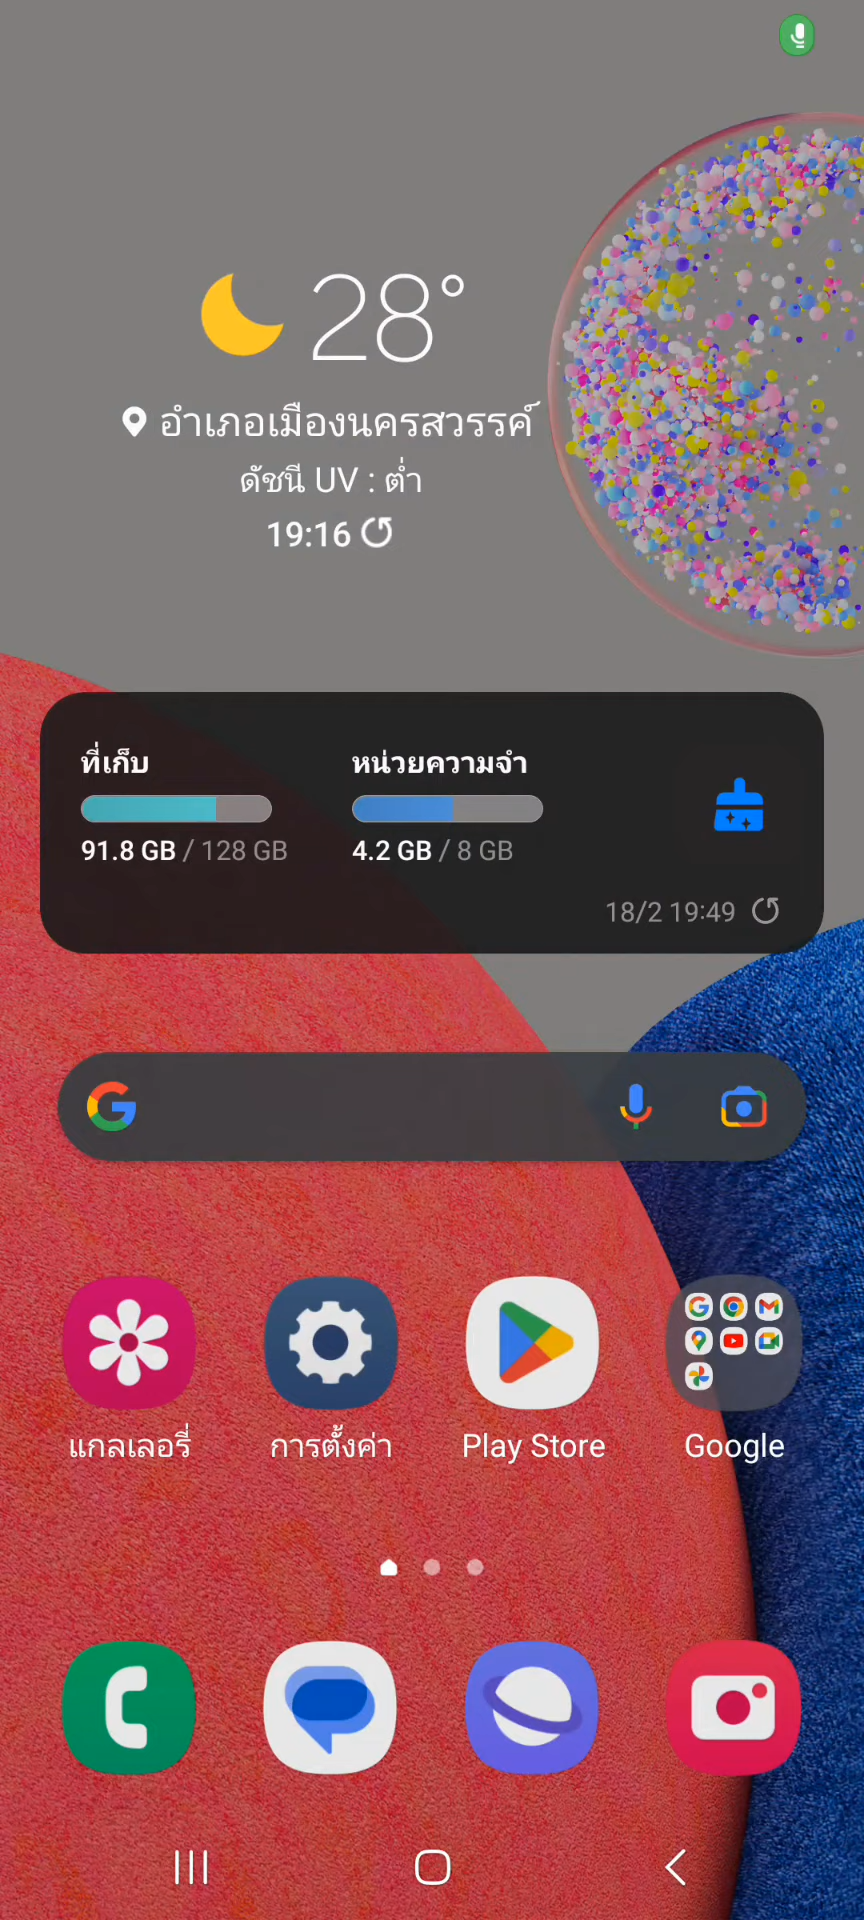 28°
อำเภอเมืองนครสวรรค์
ดัชนี UV : ต่ำ
19:16
ที่เก็บ
หน่วยความจำ
91.8 GB / 128 GB
4.2 GB / 8 GB
18/2 19:49
แกลเลอรี่
การตั้งค่า
Play Store
Google